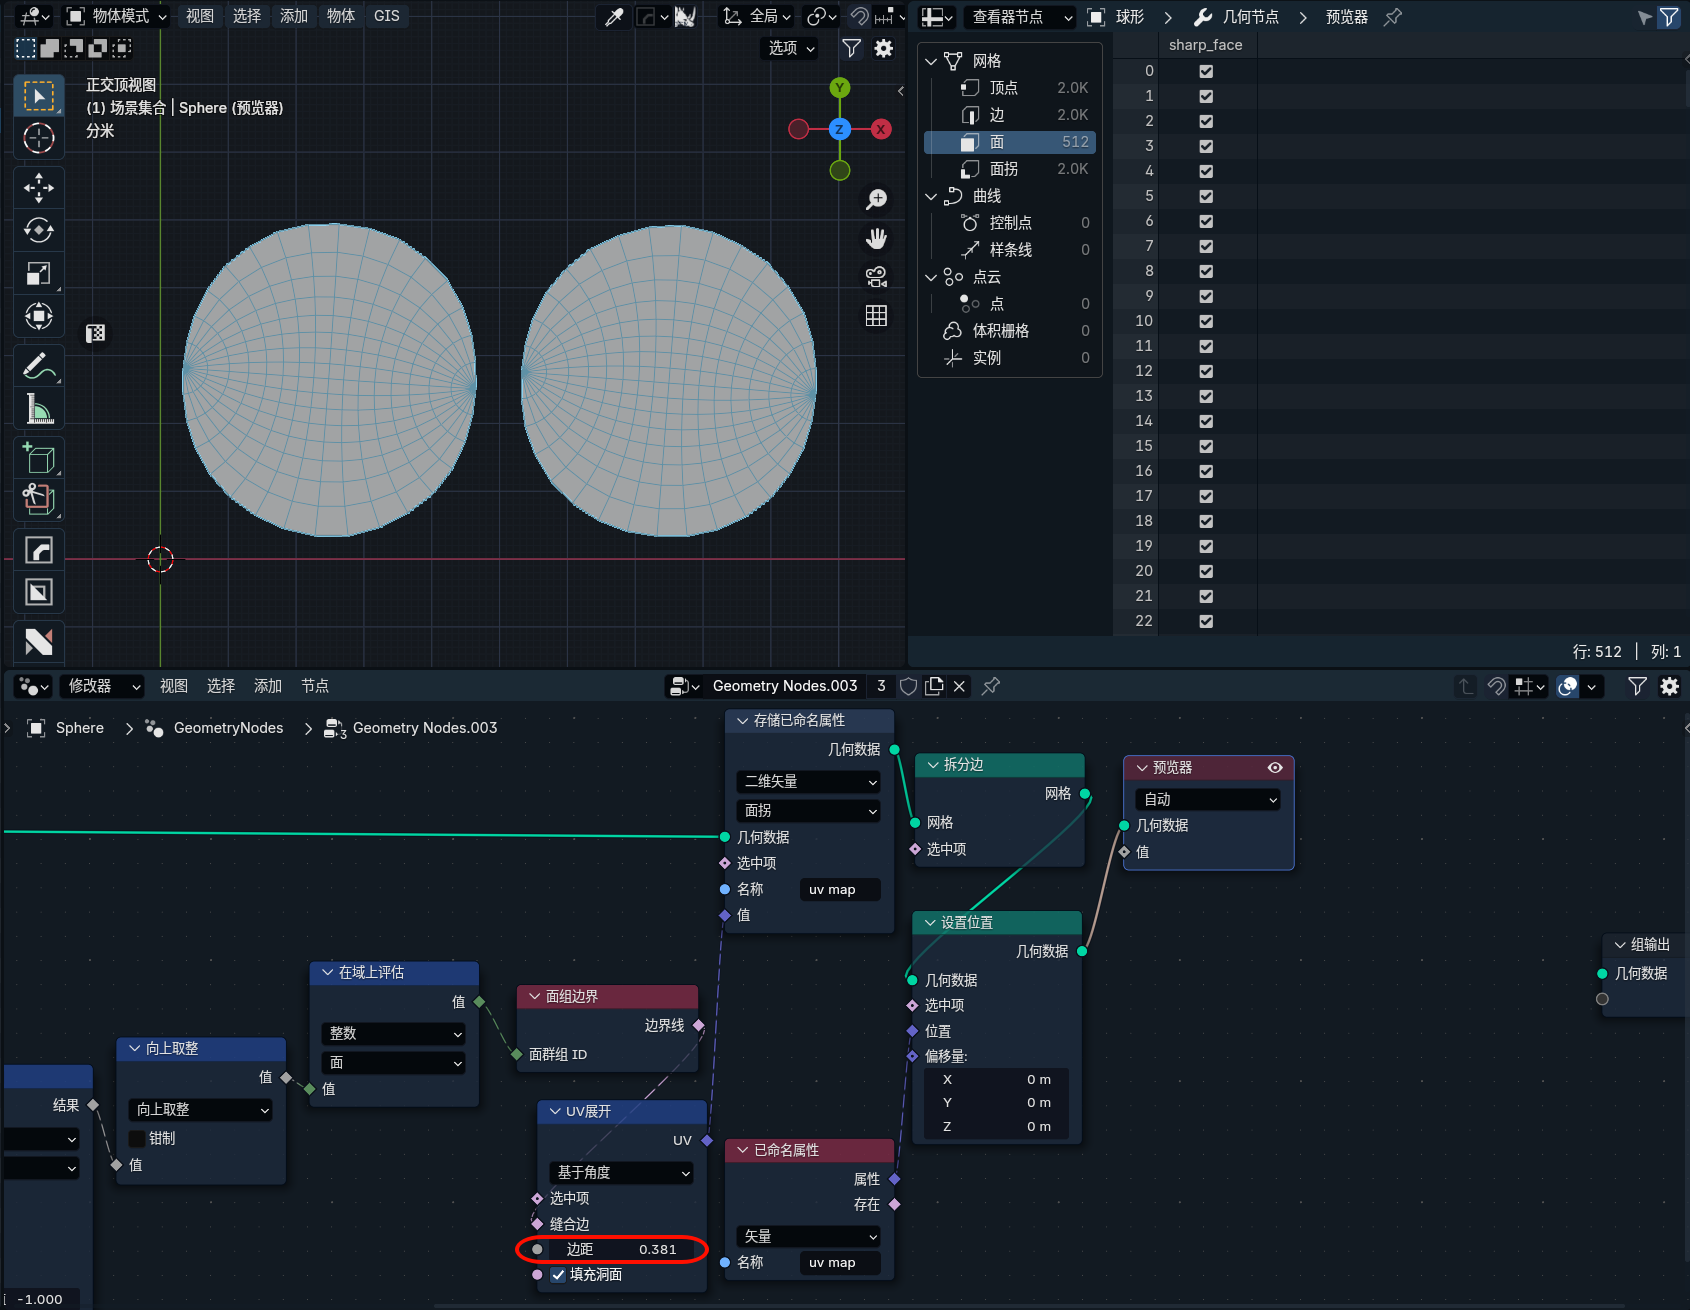 物体模式
视图
选择
添加
物体
GIS
全局
选项
正交顶视图
(1) 场景集合 | Sphere (预览器)
分米
Y
Z
X
查看器节点
球形
几何节点
预览器
网格
顶点 2.0K
边 2.0K
面 512
面拐 2.0K
曲线
控制点 0
样条线 0
点云
点 0
体积栅格 0
实例 0
sharp_face
0
1
2
3
4
5
6
7
8
9
10
11
12
13
14
15
16
17
18
19
20
21
22
行: 512 | 列: 1
修改器
视图
选择
添加
节点
Geometry Nodes.003
3
Sphere
GeometryNodes
3
Geometry Nodes.003
存储已命名属性
几何数据
二维矢量
面拐
几何数据
选中项
名称 uv map
值
拆分边
网格
网格
选中项
预览器
自动
几何数据
值
设置位置
几何数据
几何数据
选中项
位置
偏移量:
X 0 m
Y 0 m
Z 0 m
组输出
几何数据
在域上评估
值
整数
面
值
面组边界
边界线
面群组 ID
向上取整
值
向上取整
钳制
值
结果
-1.000
UV展开
UV
基于角度
选中项
缝合边
边距 0.381
填充洞面
已命名属性
属性
存在
矢量
名称 uv map